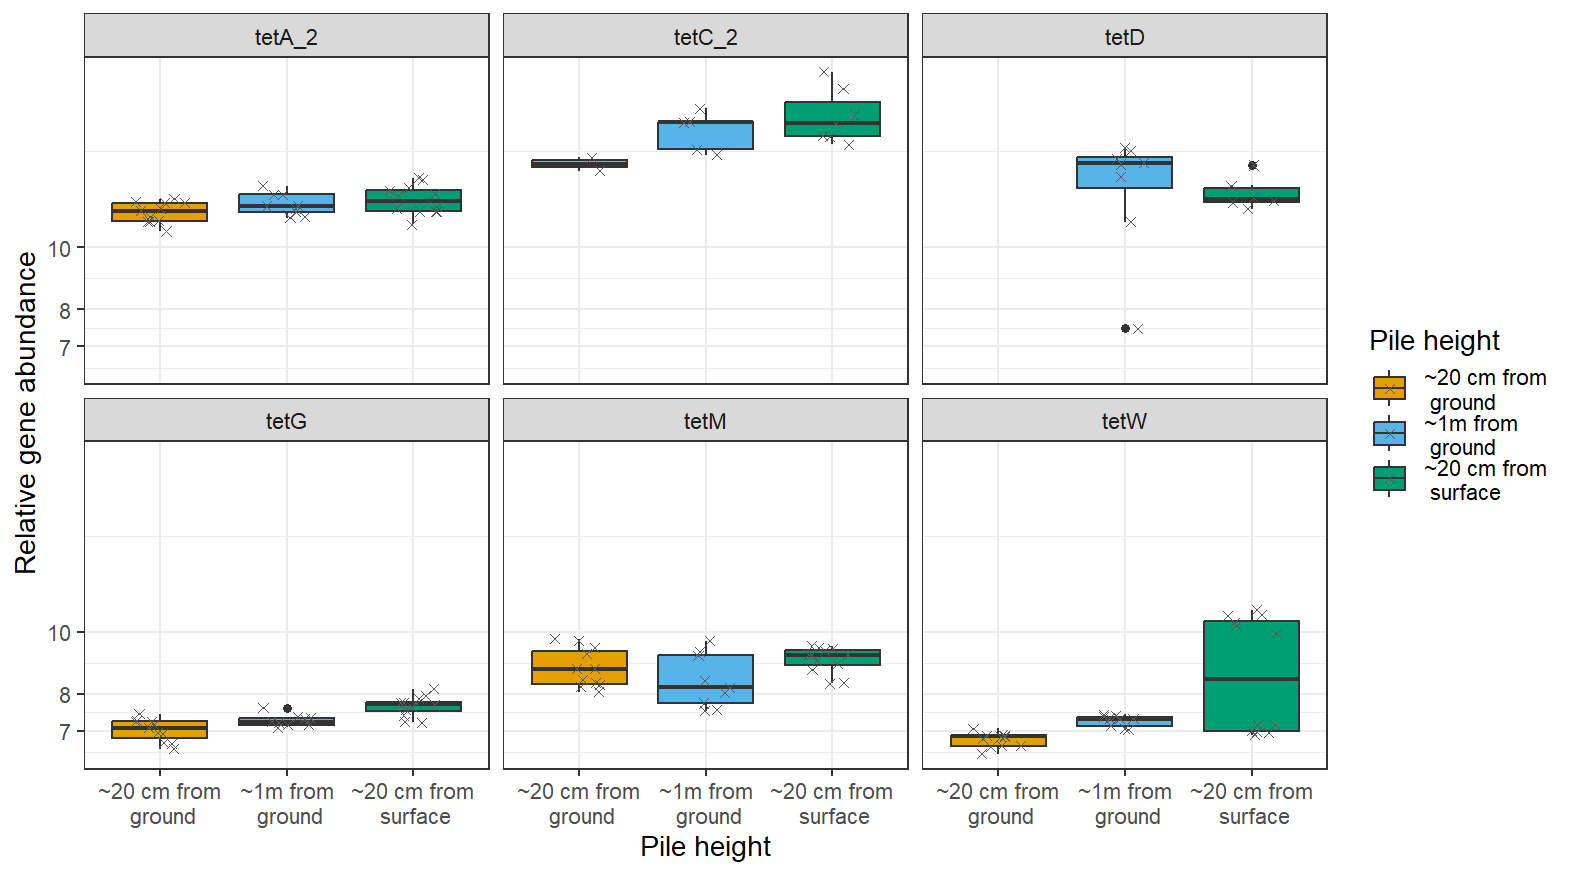 tetA_2
tetC_2
tetD
10
8
7
tetG
tetM
tetW
10
8
7
Relative gene abundance
~20 cm from
ground
~1m from
ground
~20 cm from
surface
~20 cm from
ground
~1m from
ground
~20 cm from
surface
~20 cm from
ground
~1m from
ground
~20 cm from
surface
Pile height
Pile height
~20 cm from
ground
~1m from
ground
~20 cm from
surface